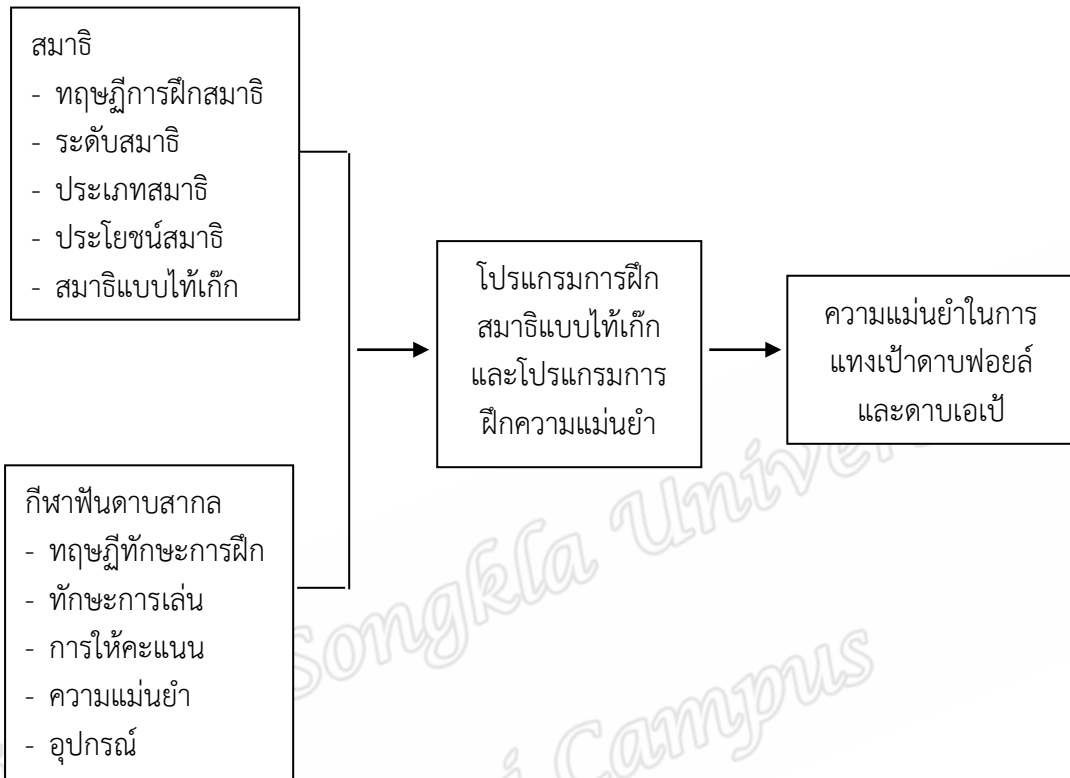 สมาธิ
- ทฤษฎีการฝึกสมาธิ
- ระดับสมาธิ
- ประเภทสมาธิ
- ประโยชน์สมาธิ
- สมาธิแบบไท้เก๊ก
โปรแกรมการฝึก
สมาธิแบบไท้เก๊ก
และโปรแกรมการ
ฝึกความแม่นยำ
ความแม่นยำในการ
แทงเป้าดาบฟอยล์
และดาบเอเป้
กีฬาฟันดาบสากล
- ทฤษฎีทักษะการฝึก
- ทักษะการเล่น
- การให้คะแนน
- ความแม่นยำ
- อุปกรณ์
Songkla
Campus